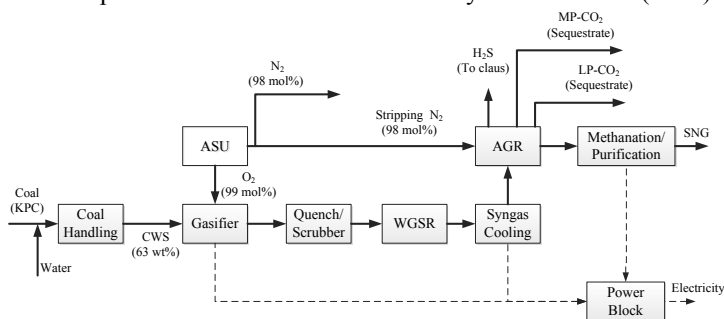 MP-CO₂
(Sequestrate)
H₂S
(To claus)
LP-CO₂
(Sequestrate)
N₂
(98 mol%)
Stripping N₂
(98 mol%)
ASU
AGR
Methanation/
Purification
SNG
O₂
(99 mol%)
Coal
(KPC)
Coal
Handling
CWS
(63 wt%)
Gasifier
Quench/
Scrubber
WGSR
Syngas
Cooling
Water
Power
Block
Electricity